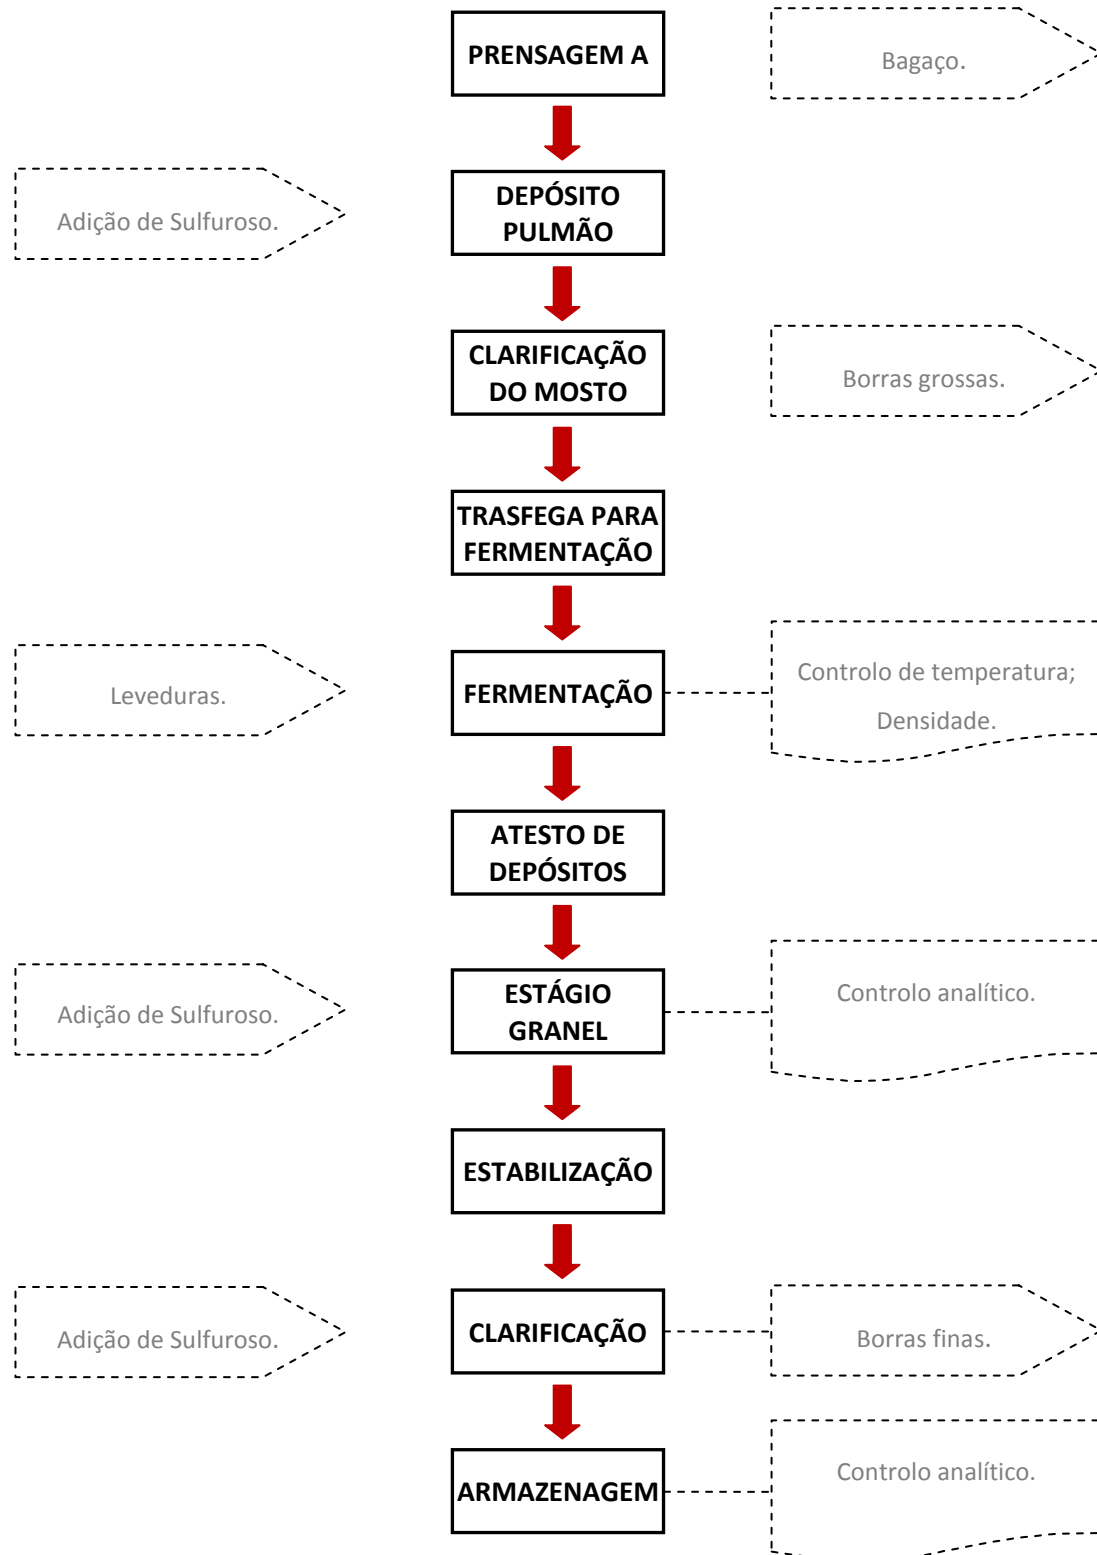 PRENSAGEM A
Bagaço.
Adição de Sulfuroso.
DEPÓSITO
PULMÃO
CLARIFICAÇÃO
DO MOSTO
Borras grossas.
TRASFEGA PARA
FERMENTAÇÃO
Leveduras.
FERMENTAÇÃO
Controlo de temperatura;
Densidade.
ATESTO DE
DEPÓSITOS
Adição de Sulfuroso.
ESTÁGIO
GRANEL
Controlo analítico.
ESTABILIZAÇÃO
Adição de Sulfuroso.
CLARIFICAÇÃO
Borras finas.
ARMAZENAGEM
Controlo analítico.